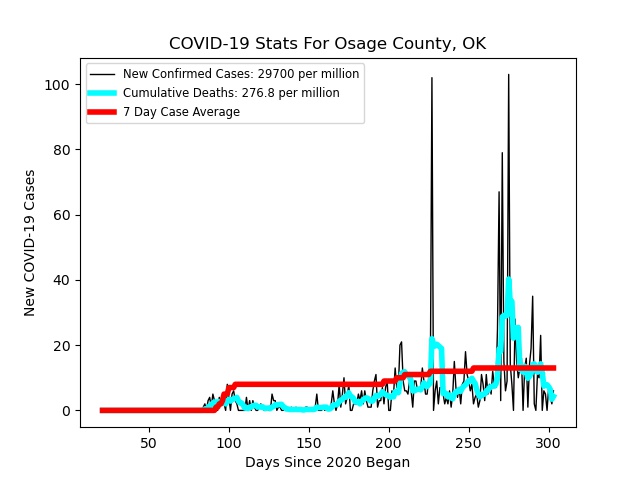 COVID-19 Stats For Osage County, OK
New Confirmed Cases: 29700 per million
Cumulative Deaths: 276.8 per million
7 Day Case Average
New COVID-19 Cases
100
80
60
40
20
0
50 100 150 200 250 300
Days Since 2020 Began